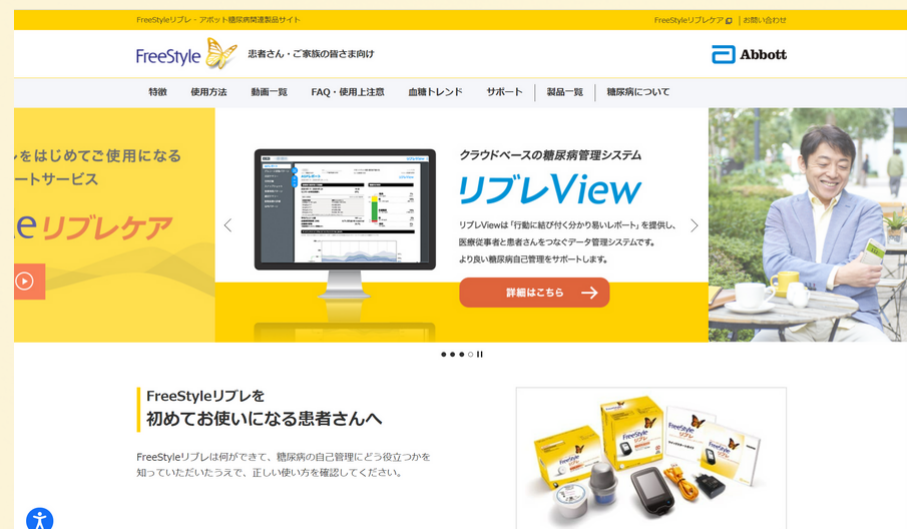 FreeStyleリブレ - アボット糖尿病関連製品サイト
FreeStyleリブレケア | お問い合わせ
FreeStyle 患者さん・ご家族の皆さま向け
Abbott
特徴 使用方法 動画一覧 FAQ・使用上注意 血糖トレンド サポート 製品一覧 糖尿病について
をはじめてご使用になる
ートサービス
e リブレケア
クラウドベースの糖尿病管理システム
リブレView
リブレViewは「行動に結び付く分かり易いレポート」を提供し、
医療従事者と患者さんをつなぐデータ管理システムです。
より良い糖尿病自己管理をサポートします。
詳細はこちら
FreeStyleリブレを
初めてお使いになる患者さんへ
FreeStyleリブレは何ができて、糖尿病の自己管理にどう役立つかを
知っていただいたうえで、正しい使い方を確認してください。
FreeStyle
リブレ
FreeStyle
リブレ
FreeStyle
リブレ